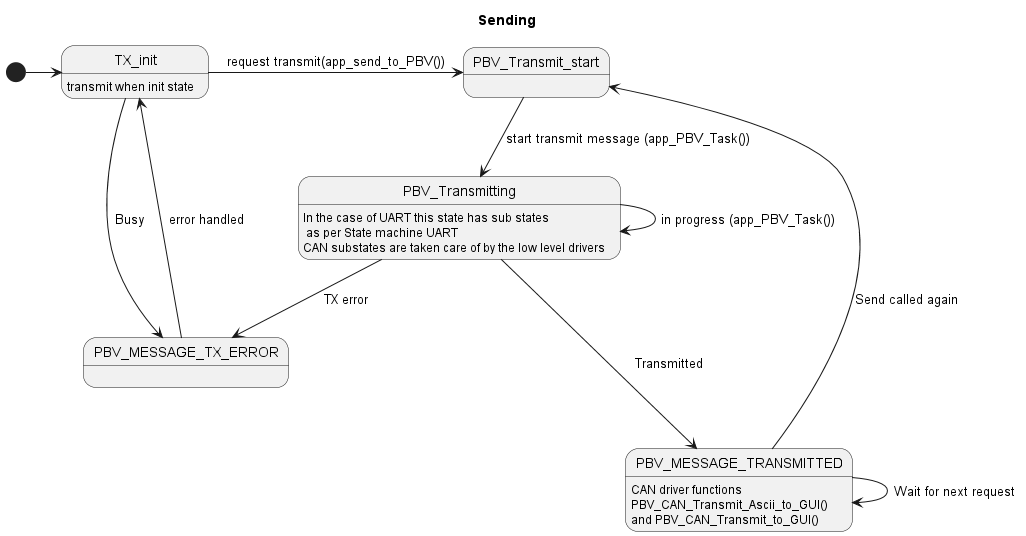 Sending
TX_init
transmit when init state
request transmit(app_send_to_PBV())
PBV_Transmit_start
start transmit message (app_PBV_Task())
PBV_Transmitting
In the case of UART this state has sub states
as per State machine UART
CAN substates are taken care of by the low level drivers
in progress (app_PBV_Task())
Busy
error handled
TX error
Send called again
PBV_MESSAGE_TX_ERROR
Transmitted
PBV_MESSAGE_TRANSMITTED
CAN driver functions
PBV_CAN_Transmit_Ascii_to_GUI()
and PBV_CAN_Transmit_to_GUI()
Wait for next request